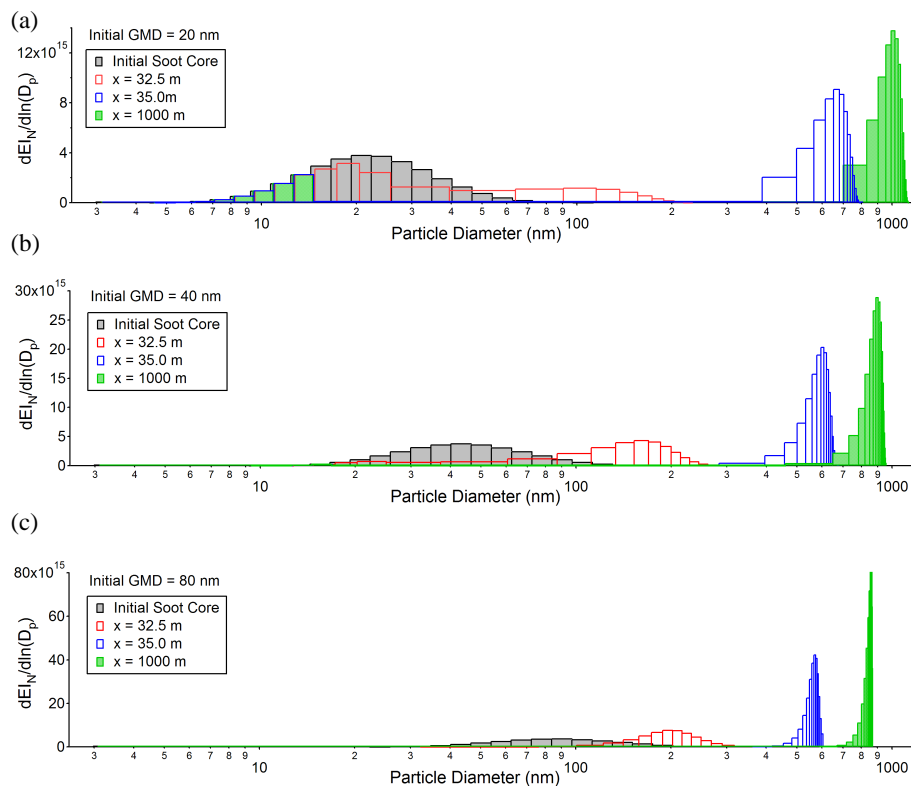 (a)
Initial GMD = 20 nm
12x10^15
8
4
0
dEI_N/dln(D_p)
Initial Soot Core
x = 32.5 m
x = 35.0m
x = 1000 m
3 4 5 6 7 8 9 10 2 3 4 5 6 7 8 9 100 2 3 4 5 6 7 8 9 1000
Particle Diameter (nm)
(b)
Initial GMD = 40 nm
30x10^15
25
20
15
10
5
0
dEI_N/dln(D_p)
Initial Soot Core
x = 32.5 m
x = 35.0 m
x = 1000 m
3 4 5 6 7 8 9 10 2 3 4 5 6 7 8 9 100 2 3 4 5 6 7 8 9 1000
Particle Diameter (nm)
(c)
Initial GMD = 80 nm
80x10^15
60
40
20
0
dEI_N/dln(D_p)
Initial Soot Core
x = 32.5 m
x = 35.0 m
x = 1000 m
3 4 5 6 7 8 9 10 2 3 4 5 6 7 8 9 100 2 3 4 5 6 7 8 9 1000
Particle Diameter (nm)